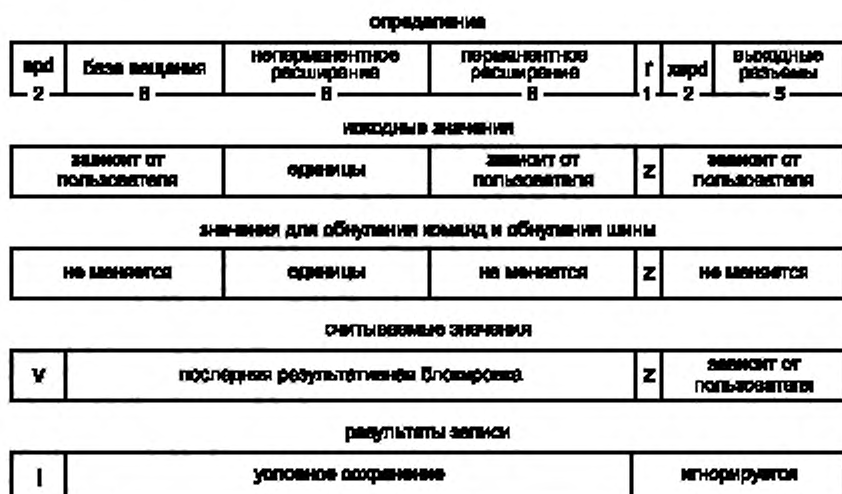 определение
spd
база вещания
неперманентное
расширение
перманентное
расширение
r
xspd
выходные
разъемы
2
8
8
8
1
2
5
исходные значения
зависит от
пользователя
единицы
зависит от
пользователя
z
зависит от
пользователя
значения для обнуления команд и обнуления шины
не меняется
единицы
не меняется
z
не меняется
считываемые значения
v
последняя результативная блокировка
z
зависит от
пользователя
результаты записи
i
условное сохранение
игнорируется